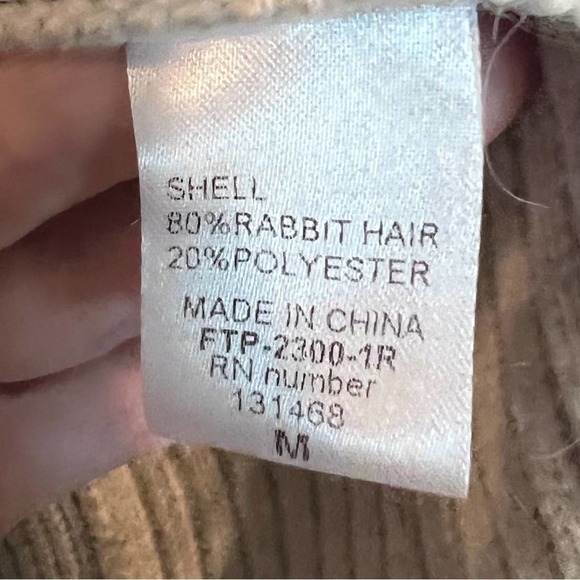 SHELL
80%RABBIT HAIR
20%POLYESTER
MADE IN CHINA
FTP-2300-1R
RN number
131468
M